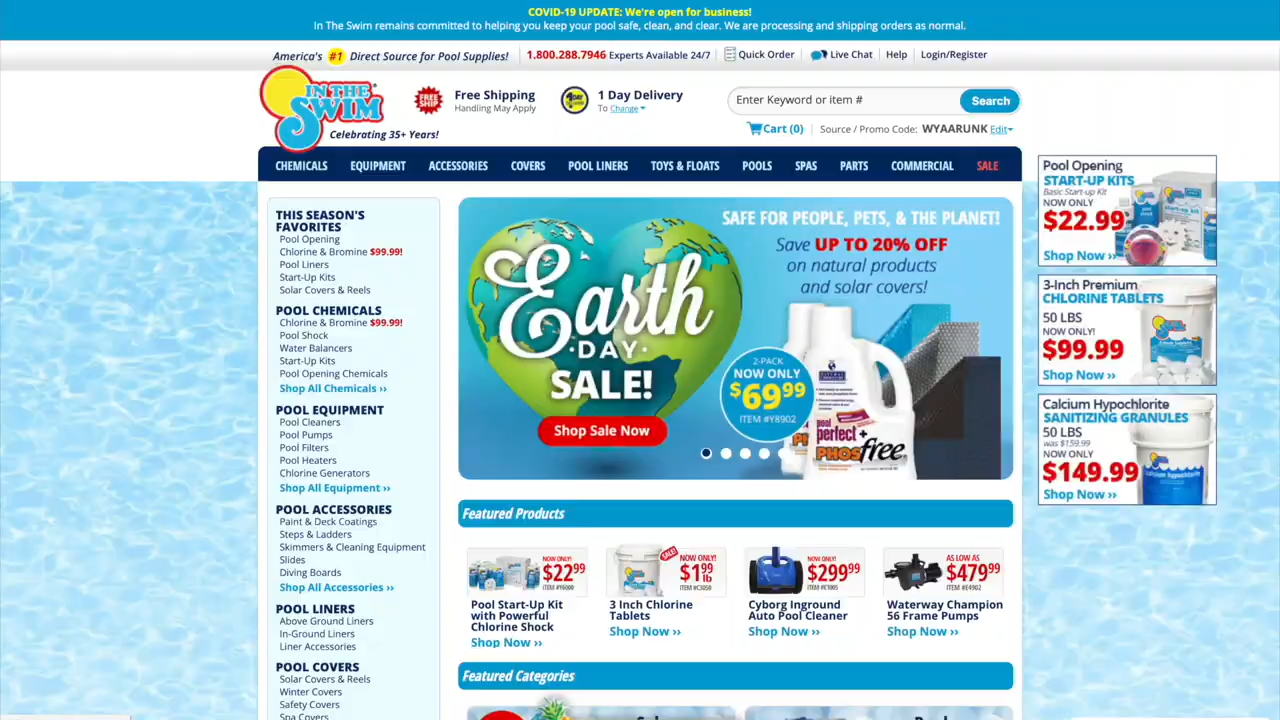 COVID-19 UPDATE: We're open for business!
In The Swim remains committed to helping you keep your pool safe, clean, and clear. We are processing and shipping orders as normal.
America's #1 Direct Source for Pool Supplies!
1.800.288.7946 Experts Available 24/7
Quick Order
Live Chat
Help
Login/Register
IN THE
SWIM
Celebrating 35+ Years!
FREE
SHIP
Free Shipping
Handling May Apply
1 Day Delivery
To Change
Enter Keyword or item #
Search
Cart (0)
Source / Promo Code: WYAARUNK Edit
CHEMICALS
EQUIPMENT
ACCESSORIES
COVERS
POOL LINERS
TOYS & FLOATS
POOLS
SPAS
PARTS
COMMERCIAL
SALE
THIS SEASON'S
FAVORITES
Pool Opening
Chlorine & Bromine $99.99!
Pool Liners
Start-Up Kits
Solar Covers & Reels
POOL CHEMICALS
Chlorine & Bromine $99.99!
Pool Shock
Water Balancers
Start-Up Kits
Pool Opening Chemicals
Shop All Chemicals ››
POOL EQUIPMENT
Pool Cleaners
Pool Pumps
Pool Filters
Pool Heaters
Chlorine Generators
Shop All Equipment ››
POOL ACCESSORIES
Paint & Deck Coatings
Steps & Ladders
Skimmers & Cleaning Equipment
Slides
Diving Boards
Shop All Accessories ››
POOL LINERS
Above Ground Liners
In-Ground Liners
Liner Accessories
POOL COVERS
Solar Covers & Reels
Winter Covers
Safety Covers
Spa Covers
SAFE FOR PEOPLE, PETS, & THE PLANET!
Save UP TO 20% OFF
on natural products
and solar covers!
Earth
·DAY·
SALE!
Shop Sale Now
2-PACK
NOW ONLY
$69.99
ITEM #Y8902
pool
perfect+
PHOSfree
Featured Products
NOW ONLY!
$22.99
ITEM #Y6000
Pool Start-Up Kit
with Powerful
Chlorine Shock
Shop Now ››
SALE!
NOW ONLY!
$1.99 lb
ITEM #C3050
3 Inch Chlorine
Tablets
Shop Now ››
NOW ONLY!
$299.99
Cyborg Inground
Auto Pool Cleaner
Shop Now ››
AS LOW AS
$479.99
ITEM #E4902
Waterway Champion
56 Frame Pumps
Shop Now ››
Featured Categories
Pool Opening
START-UP KITS
Basic Start-up Kit
NOW ONLY
$22.99
Shop Now ››
3-Inch Premium
CHLORINE TABLETS
50 LBS
NOW ONLY!
$99.99
Shop Now ››
Calcium Hypochlorite
SANITIZING GRANULES
50 LBS
was $159.99
NOW ONLY
$149.99
Shop Now ››